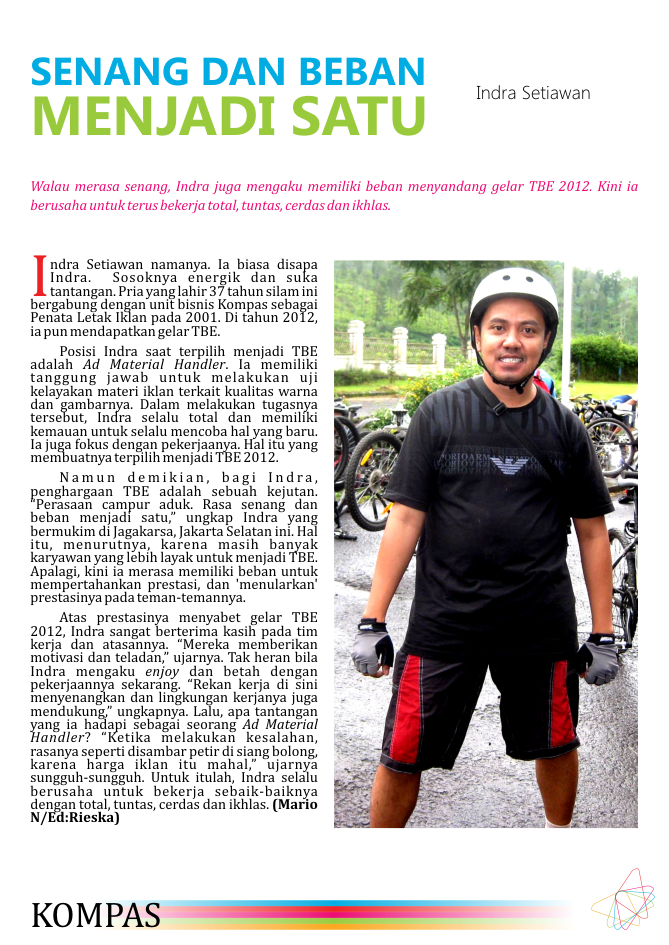 SENANG DAN BEBAN
MENJADI SATU
Indra Setiawan
Walau merasa senang, Indra juga mengaku memiliki beban menyandang gelar TBE 2012. Kini ia
berusaha untuk terus bekerja total, tuntas, cerdas dan ikhlas.
Indra Setiawan namanya. Ia biasa disapa
Indra. Sosoknya energik dan suka
tantangan. Pria yang lahir 37 tahun silam ini
bergabung dengan unit bisnis Kompas sebagai
Penata Letak Iklan pada 2001. Di tahun 2012,
ia pun mendapatkan gelar TBE.
Posisi Indra saat terpilih menjadi TBE
adalah Ad Material Handler. Ia memiliki
tanggung jawab untuk melakukan uji
kelayakan materi iklan terkait kualitas warna
dan gambarnya. Dalam melakukan tugasnya
tersebut, Indra selalu total dan memiliki
kemauan untuk selalu mencoba hal yang baru.
Ia juga fokus dengan pekerjaanya. Hal itu yang
membuatnya terpilih menjadi TBE 2012.
Namun demikian, bagi Indra,
penghargaan TBE adalah sebuah kejutan.
“Perasaan campur aduk. Rasa senang dan
beban menjadi satu,” ungkap Indra yang
bermukim di Jagakarsa, Jakarta Selatan ini. Hal
itu, menurutnya, karena masih banyak
karyawan yang lebih layak untuk menjadi TBE.
Apalagi, kini ia merasa memiliki beban untuk
mempertahankan prestasi, dan 'menularkan'
prestasinya pada teman-temannya.
Atas prestasinya menyabet gelar TBE
2012, Indra sangat berterima kasih pada tim
kerja dan atasannya. “Mereka memberikan
motivasi dan teladan,” ujarnya. Tak heran bila
Indra mengaku enjoy dan betah dengan
pekerjaannya sekarang. “Rekan kerja di sini
menyenangkan dan lingkungan kerjanya juga
mendukung,” ungkapnya. Lalu, apa tantangan
yang ia hadapi sebagai seorang Ad Material
Handler? “Ketika melakukan kesalahan,
rasanya seperti disambar petir di siang bolong,
karena harga iklan itu mahal,” ujarnya
sungguh-sungguh. Untuk itulah, Indra selalu
berusaha untuk bekerja sebaik-baiknya
dengan total, tuntas, cerdas dan ikhlas. (Mario
N/Ed:Rieska)
KOMPAS